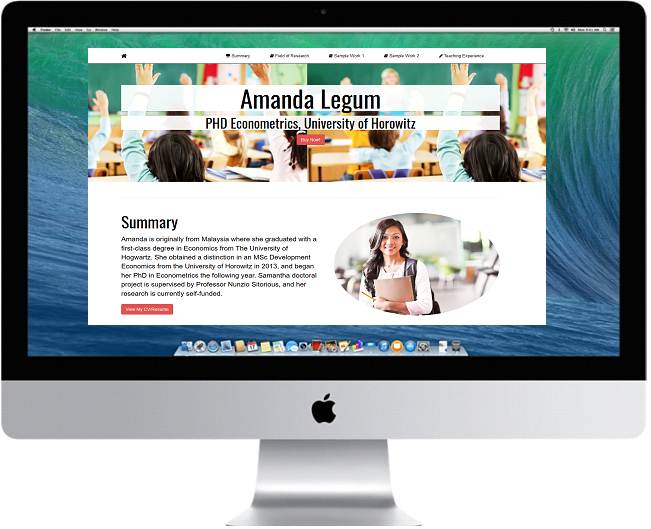 Finder File Edit View Go Window Help
Summary Field of Research Sample Work 1 Sample Work 2 Teaching Experience
Amanda Legum
PHD Econometrics, University of Horowitz
Buy Now!
Summary
Amanda is originally from Malaysia where she graduated with a
first-class degree in Economics from The University of
Hogwartz. She obtained a distinction in an MSc Development
Economics from the University of Horowitz in 2013, and began
her PhD in Econometrics the following year. Samantha doctoral
project is supervised by Professor Nunzio Sitorious, and her
research is currently self-funded.
View My CV/Resume
17